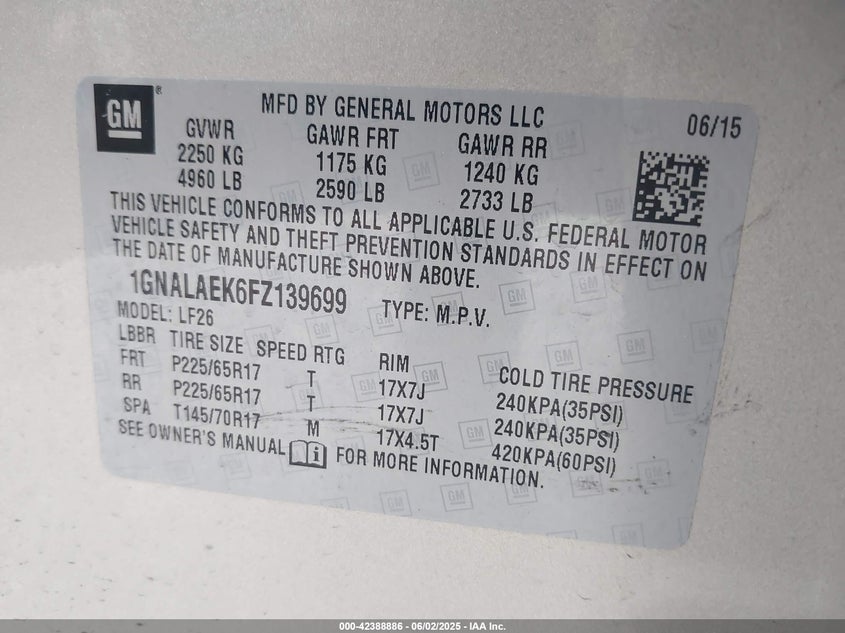 GM
®
MFD BY GENERAL MOTORS LLC
06/15
GVWR GAWR FRT GAWR RR
2250 KG 1175 KG 1240 KG
4960 LB 2590 LB 2733 LB
THIS VEHICLE CONFORMS TO ALL APPLICABLE U.S. FEDERAL MOTOR
VEHICLE SAFETY AND THEFT PREVENTION STANDARDS IN EFFECT ON
THE DATE OF MANUFACTURE SHOWN ABOVE.
1GNALAEK6FZ139699 TYPE: M.P.V.
MODEL: LF26
LBBR TIRE SIZE SPEED RTG RIM COLD TIRE PRESSURE
FRT P225/65R17 T 17X7J 240KPA(35PSI)
RR P225/65R17 T 17X7J 240KPA(35PSI)
SPA T145/70R17 M 17X4.5T 420KPA(60PSI)
SEE OWNER'S MANUAL i FOR MORE INFORMATION.
000-42388886 - 06/02/2025 - IAA Inc.